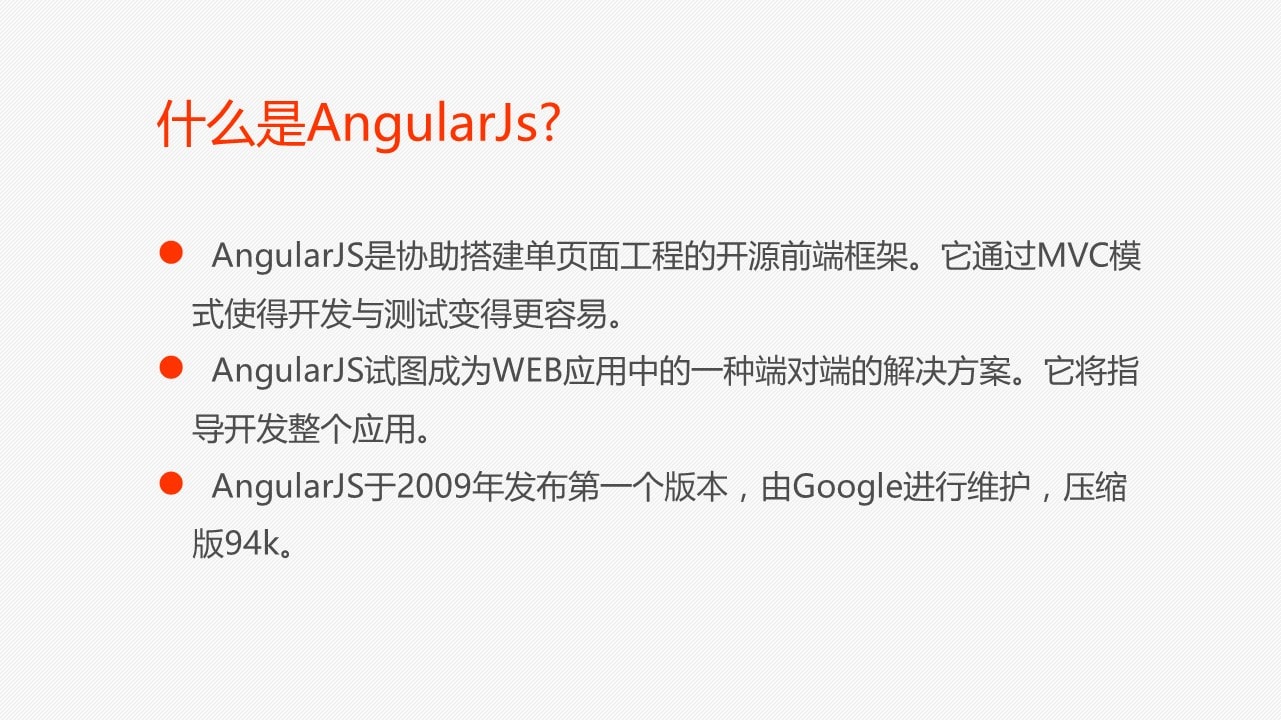 什么是AngularJs?
AngularJS是协助搭建单页面工程的开源前端框架。它通过MVC模
式使得开发与测试变得更容易。
AngularJS试图成为WEB应用中的一种端对端的解决方案。它将指
导开发整个应用。
AngularJS于2009年发布第一个版本，由Google进行维护，压缩
版94k。